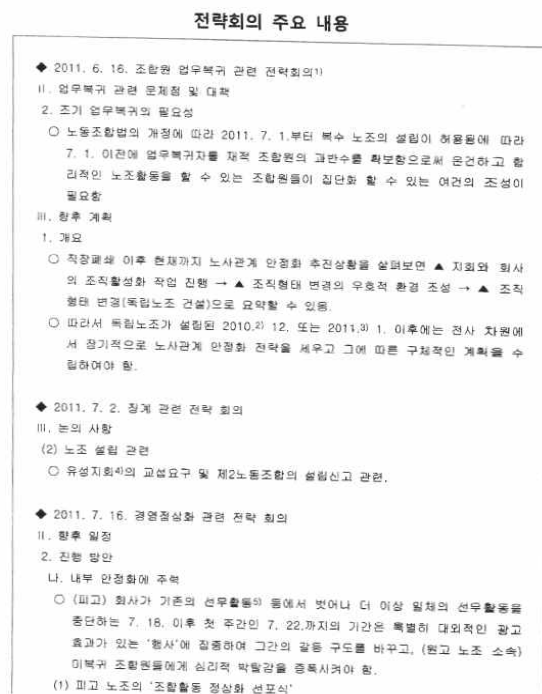 전략회의 주요 내용
◆ 2011. 6. 16. 조합원 업무복귀 관련 전략회의1)
II. 업무복귀 관련 문제점 및 대책
2. 조기 업무복귀의 필요성
○ 노동조합법의 개정에 따라 2011. 7. 1.부터 복수 노조의 설립이 허용됨에 따라
7. 1. 이전에 업무복귀자를 재적 조합원의 과반수를 확보함으로써 온건하고 합
리적인 노조활동을 할 수 있는 조합원들이 집단화 할 수 있는 여건의 조성이
필요함
III. 향후 계획
1. 개요
○ 직장폐쇄 이후 현재까지 노사관계 안정화 추진상황을 살펴보면 ▲ 지회와 회사
의 조직활성화 작업 진행 → ▲ 조직형태 변경의 우호적 환경 조성 → ▲ 조직
형태 변경(독립노조 건설)으로 요약할 수 있음.
○ 따라서 독립노조가 설립된 2010.2) 12. 또는 2011.3) 1. 이후에는 전사 차원에
서 장기적으로 노사관계 안정화 전략을 세우고 그에 따른 구체적인 계획을 수
립하여야 함.
◆ 2011. 7. 2. 징계 관련 전략 회의
III. 논의 사항
(2) 노조 설립 관련
○ 유성지회4)의 교섭요구 및 제2노동조합의 설립신고 관련.
◆ 2011. 7. 16. 경영정상화 관련 전략 회의
II. 향후 일정
2. 진행 방안
나. 내부 안정화에 주력
○ (피고) 회사가 기존의 선무활동5) 등에서 벗어나 더 이상 일체의 선무활동을
중단하는 7. 16. 이후 첫 주간인 7. 22.까지의 기간은 특별히 대외적인 광고
효과가 있는 '행사'에 집중하여 그간의 갈등 구도를 바꾸고, (원고 노조 소속)
미복귀 조합원들에게 심리적 박탈감을 증폭시켜야 함.
(1) 피고 노조의 '조합활동 정상화 선포식'